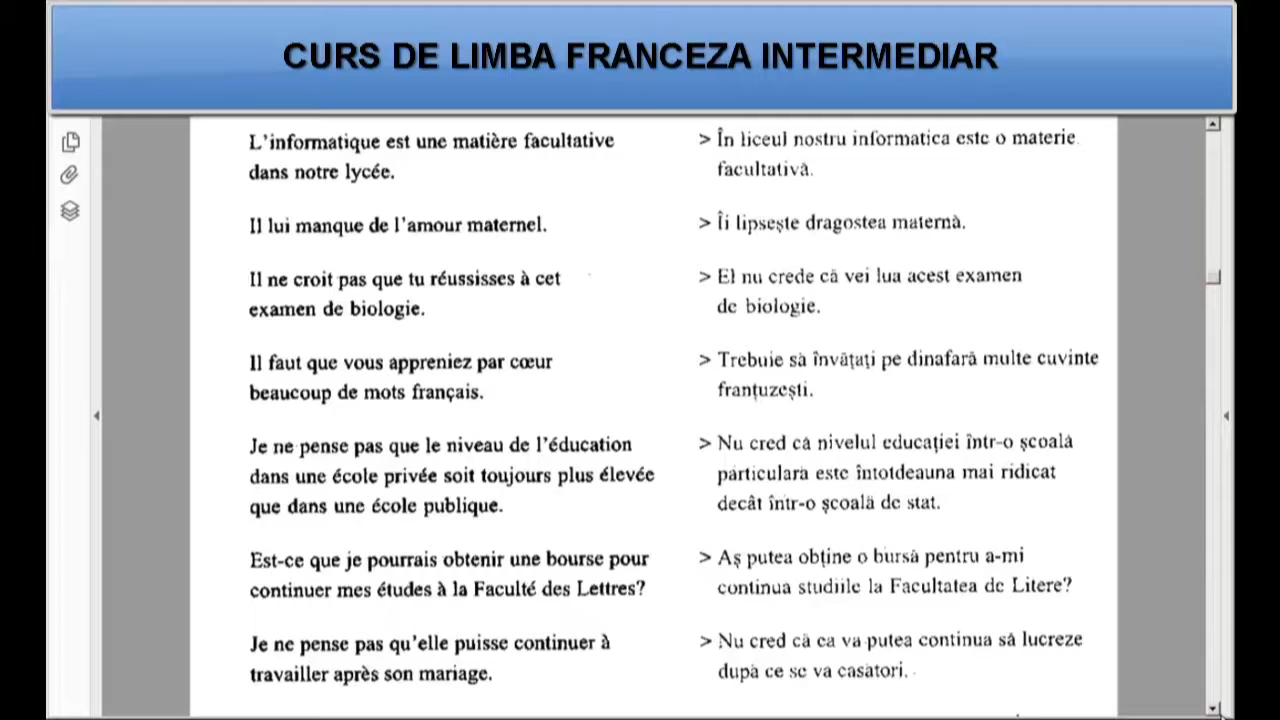 CURS DE LIMBA FRANCEZA INTERMEDIAR
L'informatique est une matière facultative
dans notre lycée.
> În liceul nostru informatica este o materie
facultativă.
Il lui manque de l'amour maternel.
> Îi lipsește dragostea maternă.
Il ne croit pas que tu réussisses à cet
examen de biologie.
> El nu crede că vei lua acest examen
de biologie.
Il faut que vous appreniez par cœur
beaucoup de mots français.
> Trebuie să învățați pe dinafară multe cuvinte
franțuzești.
Je ne pense pas que le niveau de l'éducation
dans une école privée soit toujours plus élevée
que dans une école publique.
> Nu cred că nivelul educației într-o școală
particulară este întotdeauna mai ridicat
decât într-o școală de stat.
Est-ce que je pourrais obtenir une bourse pour
continuer mes études à la Faculté des Lettres?
> Aș putea obține o bursă pentru a-mi
continua studiile la Facultatea de Litere?
Je ne pense pas qu'elle puisse continuer à
travailler après son mariage.
> Nu cred că ea va putea continua să lucreze
după ce se va căsători.